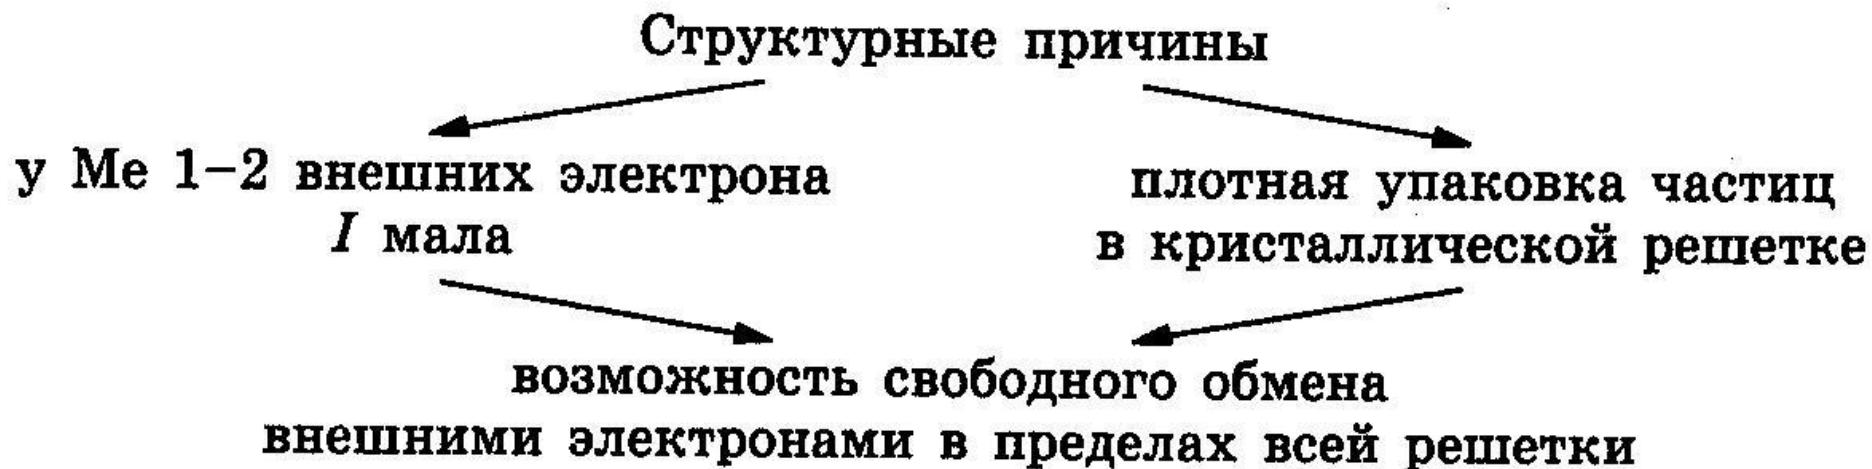 Структурные причины
у Ме 1–2 внешних электрона
I мала
плотная упаковка частиц
в кристаллической решетке
возможность свободного обмена
внешними электронами в пределах всей решетки